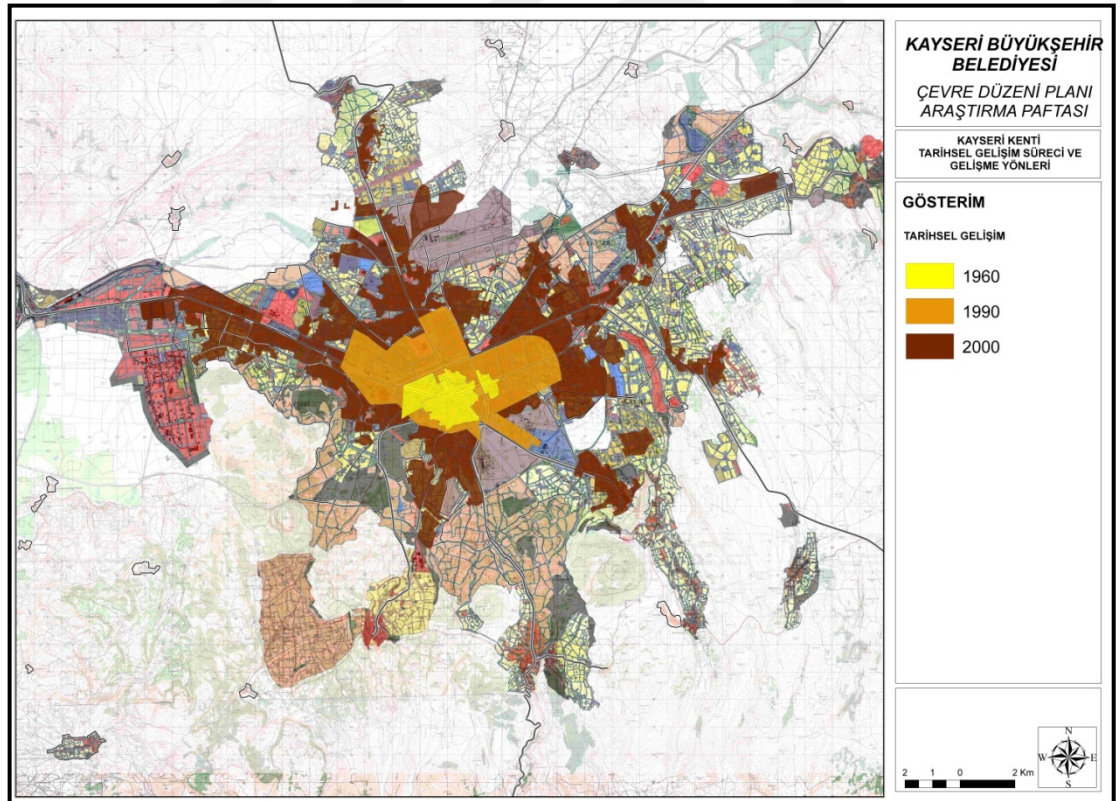 KAYSERİ BÜYÜKŞEHİR
BELEDİYESİ
ÇEVRE DÜZENİ PLANI
ARAŞTIRMA PAFTASI
KAYSERİ KENTİ
TARİHSEL GELİŞİM SÜRECİ VE
GELİŞME YÖNLERİ
GÖSTERİM
TARİHSEL GELİŞİM
1960
1990
2000
N
W E
S
2 1 0 2 Km